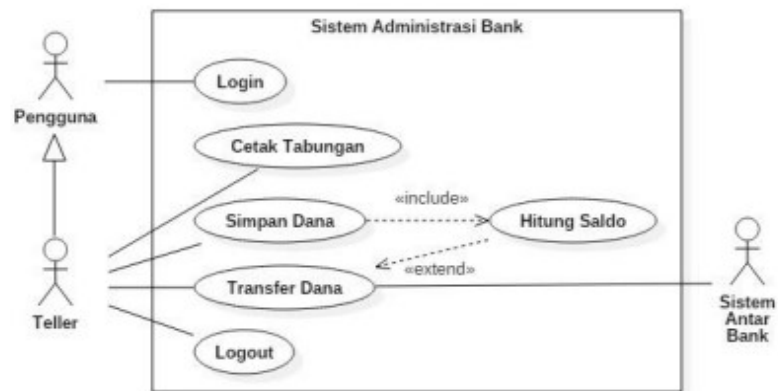 Sistem Administrasi Bank
Login
Pengguna
Cetak Tabungan
«include»
Simpan Dana
Hitung Saldo
«extend»
Transfer Dana
Teller
Sistem
Antar
Bank
Logout